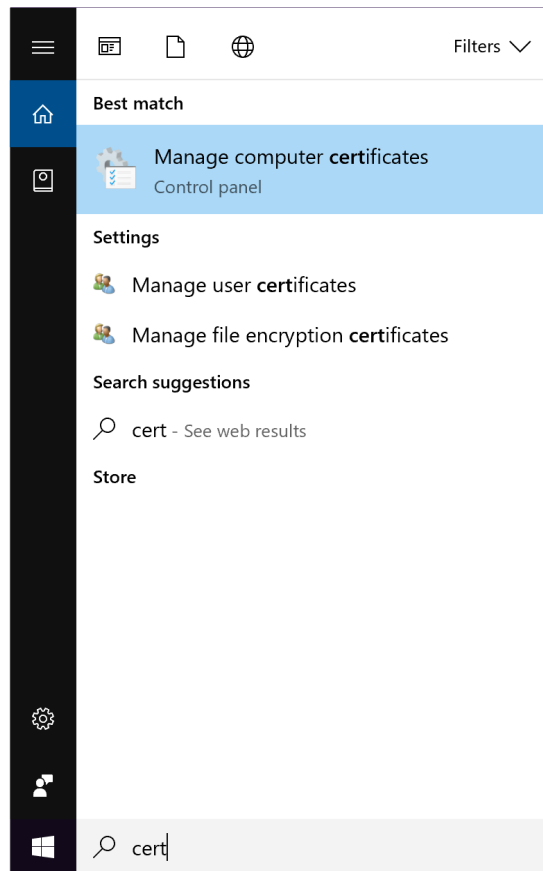 Filters
Best match
Manage computer certificates
Control panel
Settings
Manage user certificates
Manage file encryption certificates
Search suggestions
cert - See web results
Store
cert